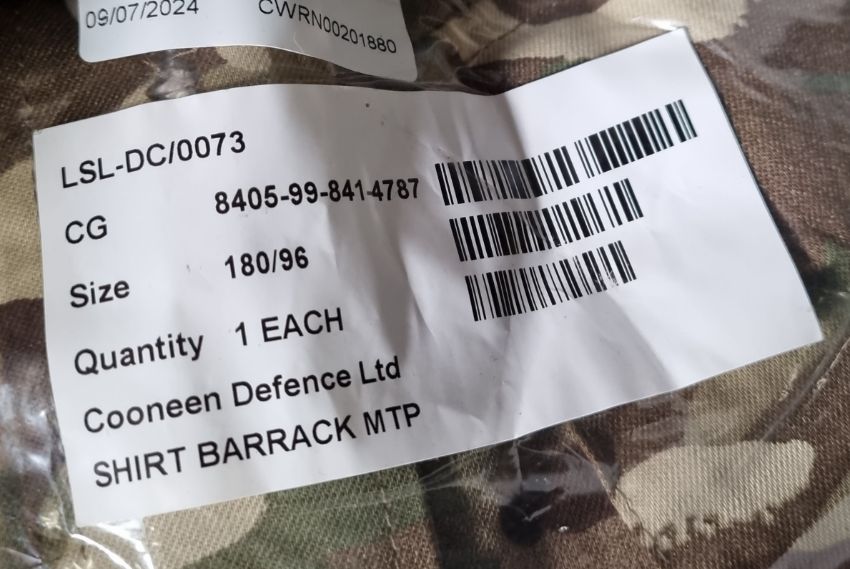 09/07/2024 CWRN00201880
LSL-DC/0073
CG 8405-99-841-4787
Size 180/96
Quantity 1 EACH
Cooneen Defence Ltd
SHIRT BARRACK MTP